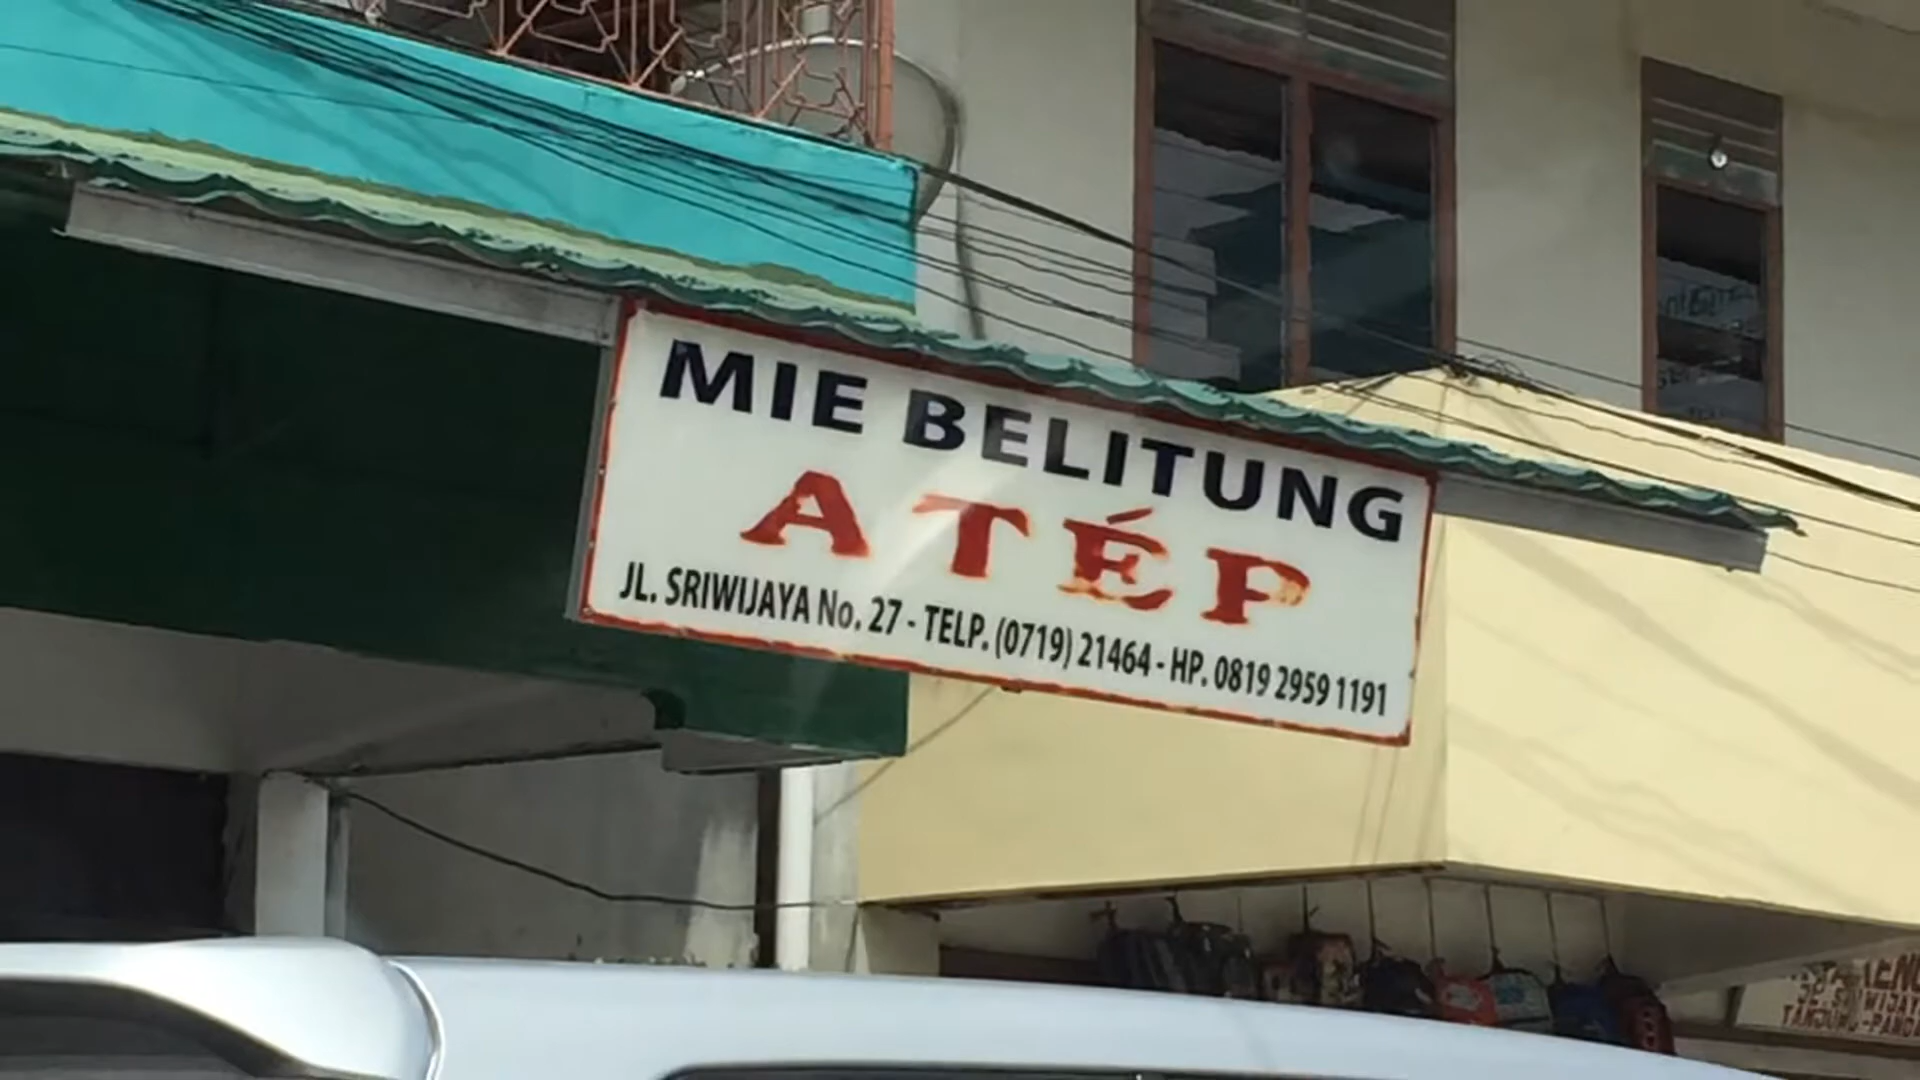 MIE BELITUNG
ATÉP
JL. SRIWIJAYA No. 27 - TELP. (0719) 21464 - HP. 0819 2959 1191